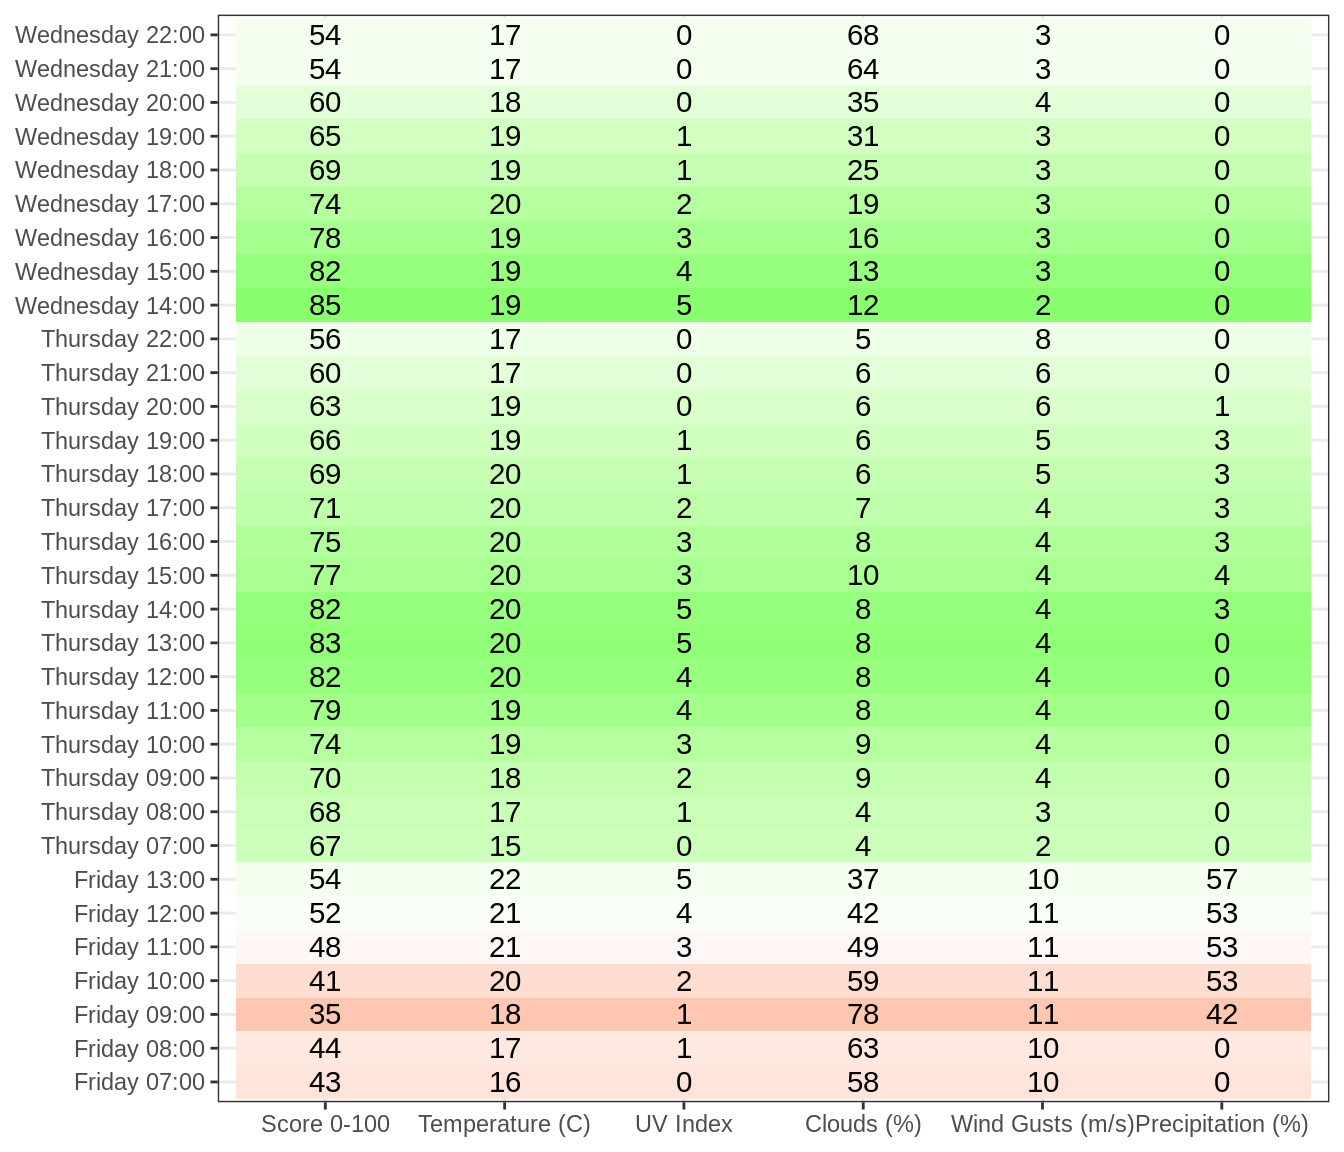 Wednesday 22:00 54 17 0 68 3 0
Wednesday 21:00 54 17 0 64 3 0
Wednesday 20:00 60 18 0 35 4 0
Wednesday 19:00 65 19 1 31 3 0
Wednesday 18:00 69 19 1 25 3 0
Wednesday 17:00 74 20 2 19 3 0
Wednesday 16:00 78 19 3 16 3 0
Wednesday 15:00 82 19 4 13 3 0
Wednesday 14:00 85 19 5 12 2 0
Thursday 22:00 56 17 0 5 8 0
Thursday 21:00 60 17 0 6 6 0
Thursday 20:00 63 19 0 6 6 1
Thursday 19:00 66 19 1 6 5 3
Thursday 18:00 69 20 1 6 5 3
Thursday 17:00 71 20 2 7 4 3
Thursday 16:00 75 20 3 8 4 3
Thursday 15:00 77 20 3 10 4 4
Thursday 14:00 82 20 5 8 4 3
Thursday 13:00 83 20 5 8 4 0
Thursday 12:00 82 20 4 8 4 0
Thursday 11:00 79 19 4 8 4 0
Thursday 10:00 74 19 3 9 4 0
Thursday 09:00 70 18 2 9 4 0
Thursday 08:00 68 17 1 4 3 0
Thursday 07:00 67 15 0 4 2 0
Friday 13:00 54 22 5 37 10 57
Friday 12:00 52 21 4 42 11 53
Friday 11:00 48 21 3 49 11 53
Friday 10:00 41 20 2 59 11 53
Friday 09:00 35 18 1 78 11 42
Friday 08:00 44 17 1 63 10 0
Friday 07:00 43 16 0 58 10 0
Score 0-100 Temperature (C) UV Index Clouds (%) Wind Gusts (m/s) Precipitation (%)